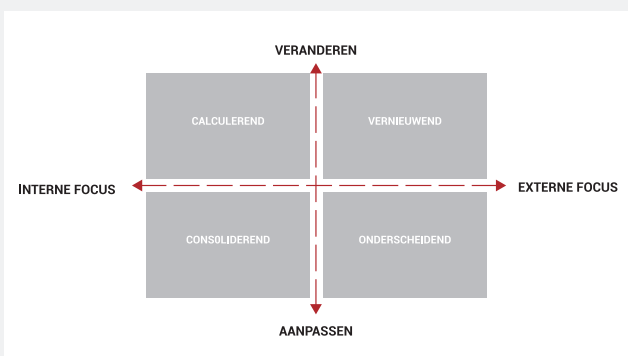 VERANDEREN
CALCULEREND
VERNIEUWEND
INTERNE FOCUS
EXTERNE FOCUS
CONSOLIDEREND
ONDERSCHEIDEND
AANPASSEN